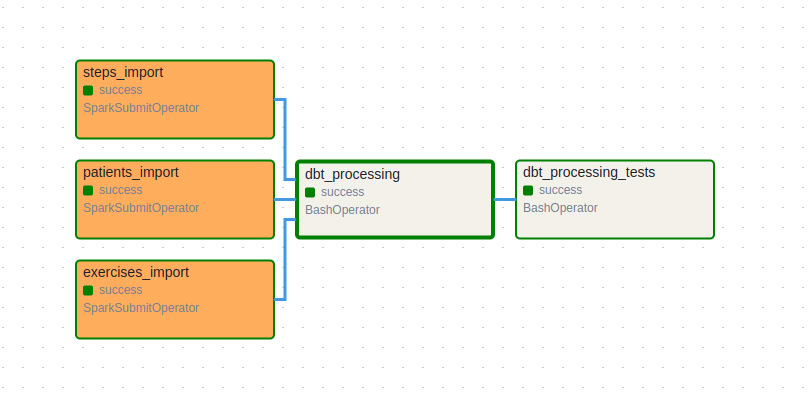 steps_import
success
SparkSubmitOperator
patients_import
success
SparkSubmitOperator
exercises_import
success
SparkSubmitOperator
dbt_processing
success
BashOperator
dbt_processing_tests
success
BashOperator